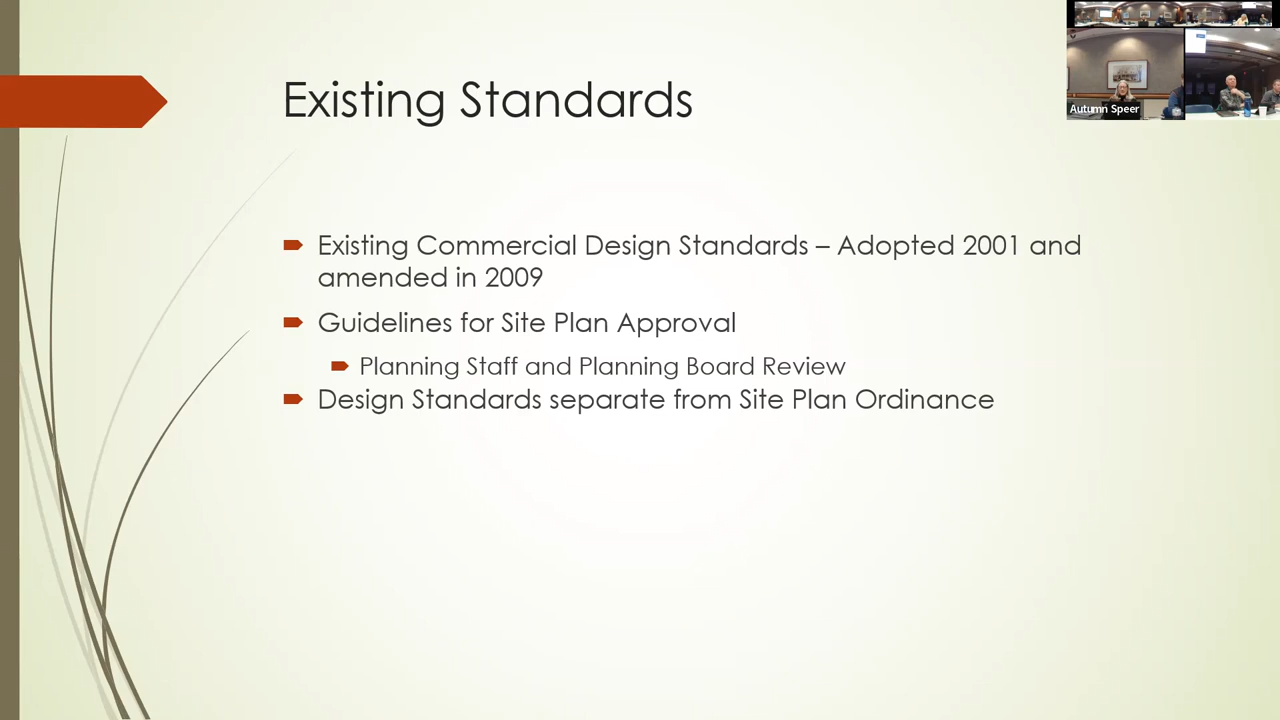 Existing Standards
Autumn Speer
Existing Commercial Design Standards – Adopted 2001 and
amended in 2009
Guidelines for Site Plan Approval
Planning Staff and Planning Board Review
Design Standards separate from Site Plan Ordinance